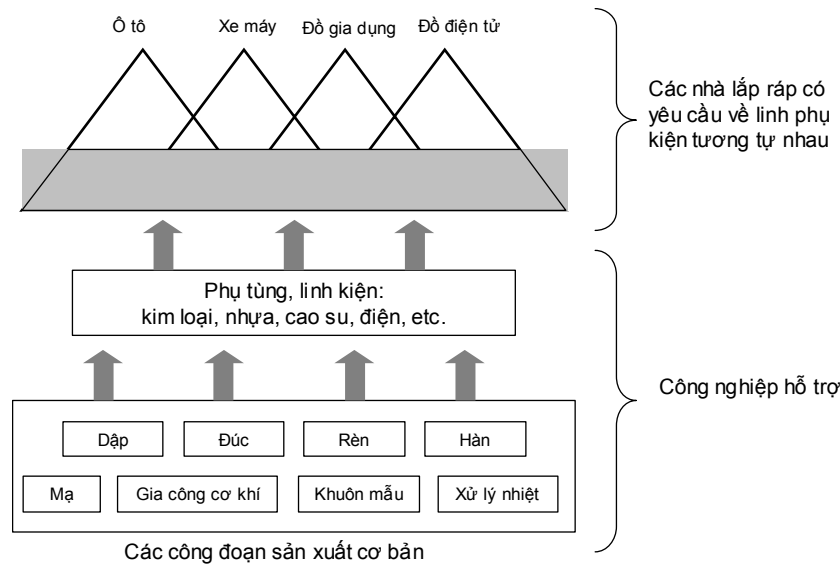 Ô tô
Xe máy
Đồ gia dụng
Đồ điện tử
Các nhà lắp ráp có
yêu cầu về linh phụ
kiện tương tự nhau
Phụ tùng, linh kiện:
kim loại, nhựa, cao su, điện, etc.
Công nghiệp hỗ trợ
Dập
Đúc
Rèn
Hàn
Mạ
Gia công cơ khí
Khuôn mẫu
Xử lý nhiệt
Các công đoạn sản xuất cơ bản